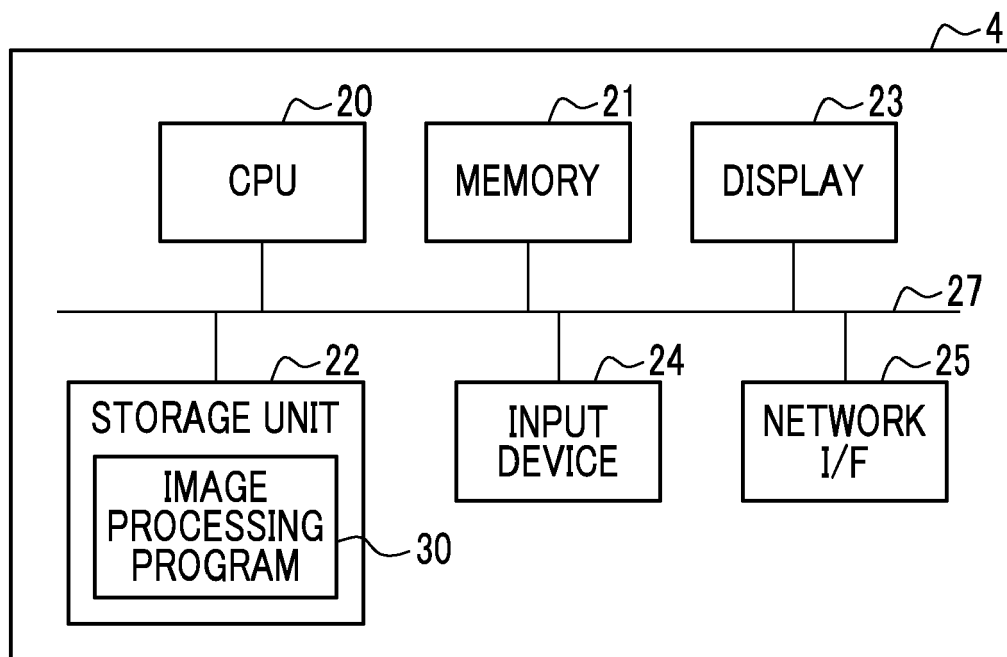 4
20
21
23
CPU
MEMORY
DISPLAY
27
22
24
25
STORAGE UNIT
INPUT
DEVICE
NETWORK
I/F
IMAGE
PROCESSING
PROGRAM
30